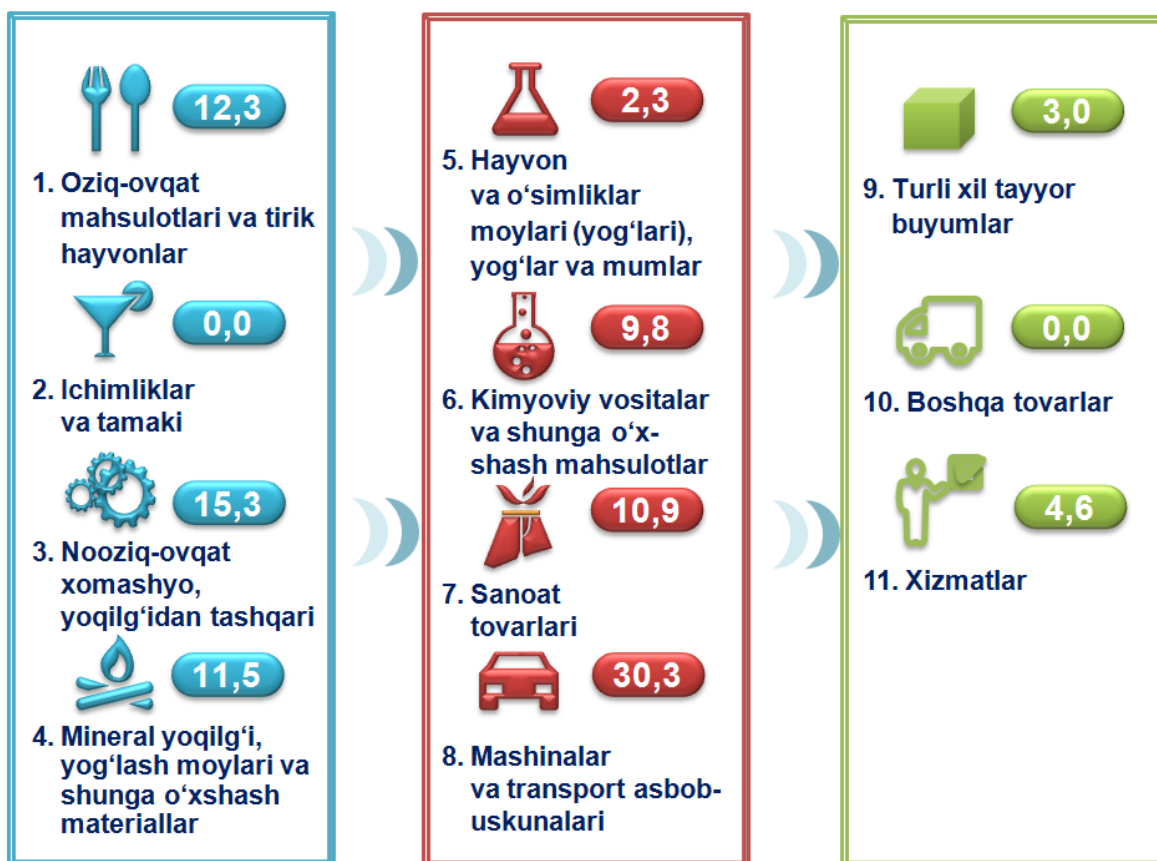 12,3
1. Oziq-ovqat
mahsulotlari va tirik
hayvonlar
0,0
2. Ichimliklar
va tamaki
15,3
3. Nooziq-ovqat
xomashyo,
yoqilg‘idan tashqari
11,5
4. Mineral yoqilg‘i,
yog‘lash moylari va
shunga o‘xshash
materiallar
2,3
5. Hayvon
va o‘simliklar
moylari (yog‘lari),
yog‘lar va mumlar
9,8
6. Kimyoviy vositalar
va shunga o‘x-
shash mahsulotlar
10,9
7. Sanoat
tovarlari
30,3
8. Mashinalar
va transport asbob-
uskunalari
3,0
9. Turli xil tayyor
buyumlar
0,0
10. Boshqa tovarlar
4,6
11. Xizmatlar